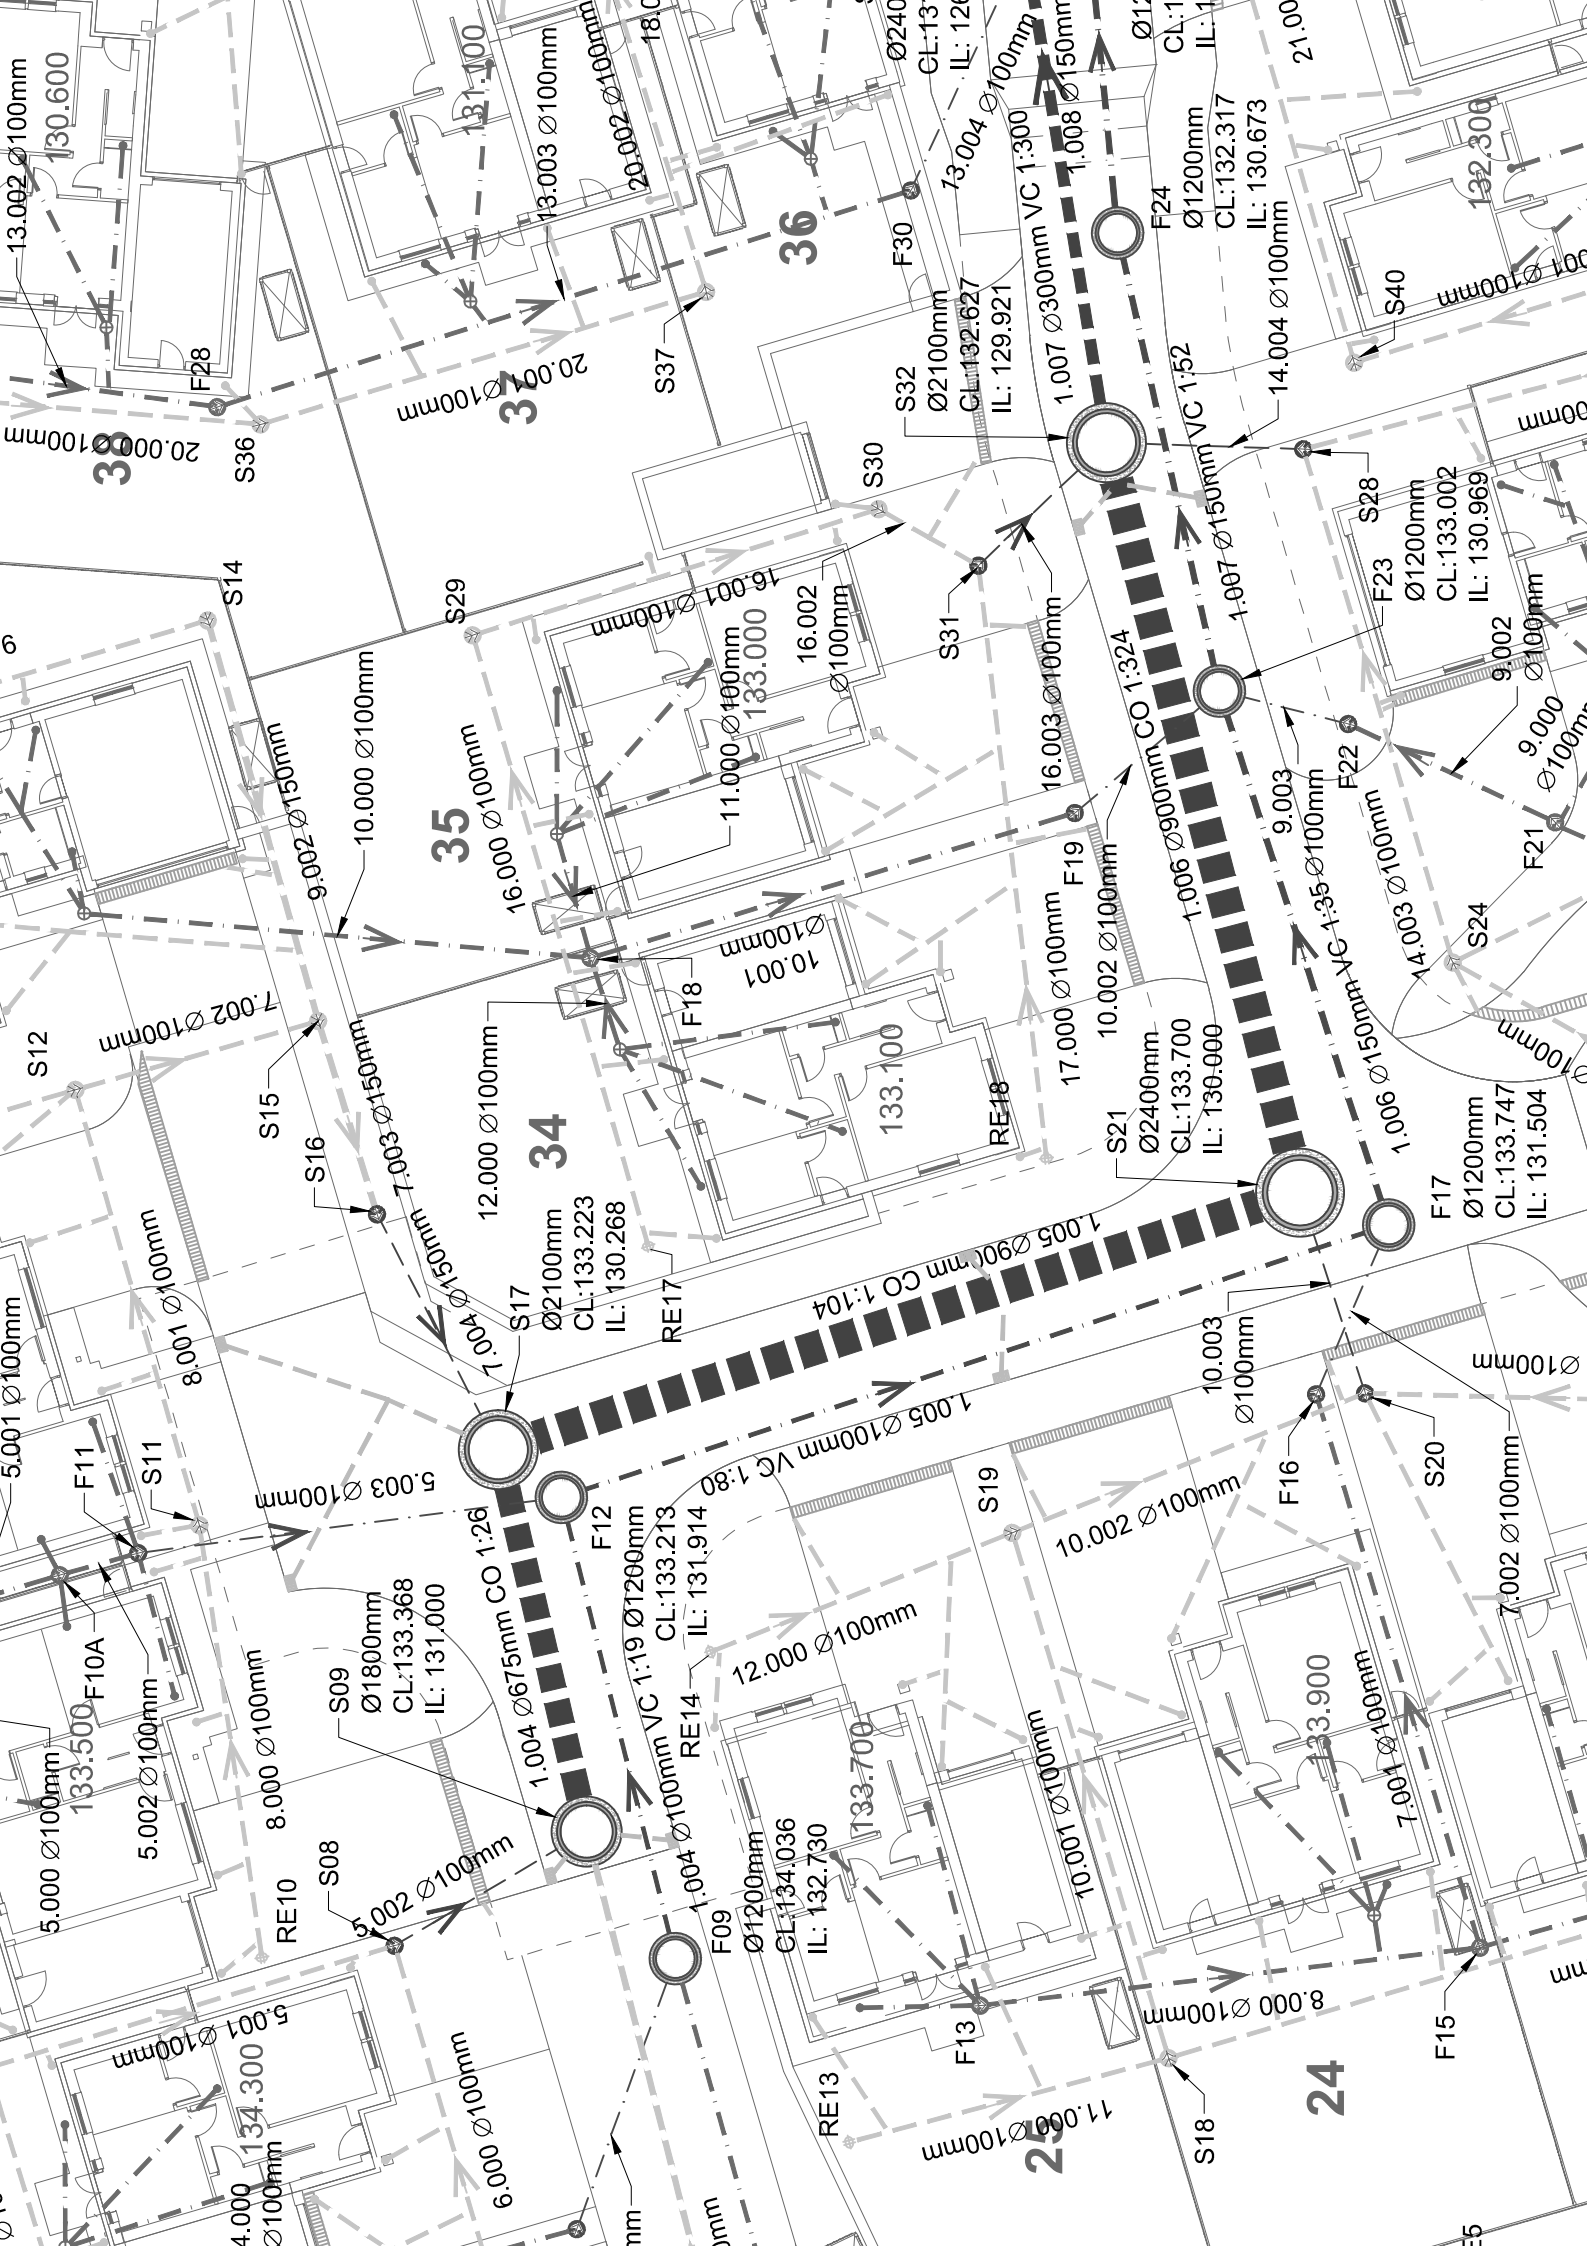 13.002 Ø100mm
130.600
131.100
13.003 Ø100mm
20.002 Ø100mm
13.004 Ø100mm
1.008 Ø150mm
21.00
F24
Ø1200mm
CL:132.317
IL: 130.673
132.300
36
F30
F28
20.001 Ø100mm
37
S37
S32
Ø2100mm
CL:132.627
IL: 129.921
1.007 Ø300mm VC 1:300
14.004 Ø100mm
S40
20.000 Ø100mm
38
S36
S30
1.007 Ø150mm VC 1:52
S28
F23
Ø1200mm
CL:133.002
IL: 130.969
S14
S29
16.001 Ø100mm
133.000
16.002
Ø100mm
S31
16.003 Ø100mm
9.002
Ø100mm
9.000
Ø100mm
9.002 Ø150mm
10.000 Ø100mm
35
16.000 Ø100mm
11.000 Ø100mm
F19
10.002 Ø100mm
1.006 Ø900mm CO 1:324
9.003
Ø100mm
F22
F21
14.003 Ø100mm
S24
7.002 Ø100mm
S12
S15
S16
7.003 Ø150mm
12.000 Ø100mm
F18
10.001
Ø100mm
34
133.100
RE18
17.000 Ø100mm
S21
Ø2400mm
CL:133.700
IL: 130.000
1.006 Ø150mm VC 1:35
F17
Ø1200mm
CL:133.747
IL: 131.504
8.001 Ø100mm
7.004 Ø150mm
S17
Ø2100mm
CL:133.223
IL: 130.268
RE17
1.005 Ø900mm CO 1:104
1.005 Ø100mm VC 1:80
10.003
Ø100mm
Ø100mm
5.001 Ø100mm
F11
S11
5.003 Ø100mm
F12
Ø1200mm
CL:133.213
IL: 131.914
S19
10.002 Ø100mm
F16
S20
7.002 Ø100mm
F10A
133.500
5.000 Ø100mm
5.002 Ø100mm
8.000 Ø100mm
S09
Ø1800mm
CL:133.368
IL: 131.000
1.004 Ø675mm CO 1:26
RE14
12.000 Ø100mm
133.700
133.900
7.001 Ø100mm
10.001 Ø100mm
RE10
S08
5.002 Ø100mm
1.004 Ø100mm VC 1:19
F09
Ø1200mm
CL:134.036
IL: 132.730
5.001 Ø100mm
134.300
4.000
Ø100mm
6.000 Ø100mm
F13
8.000 Ø100mm
F15
RE13
11.000 Ø100mm
25
S18
24